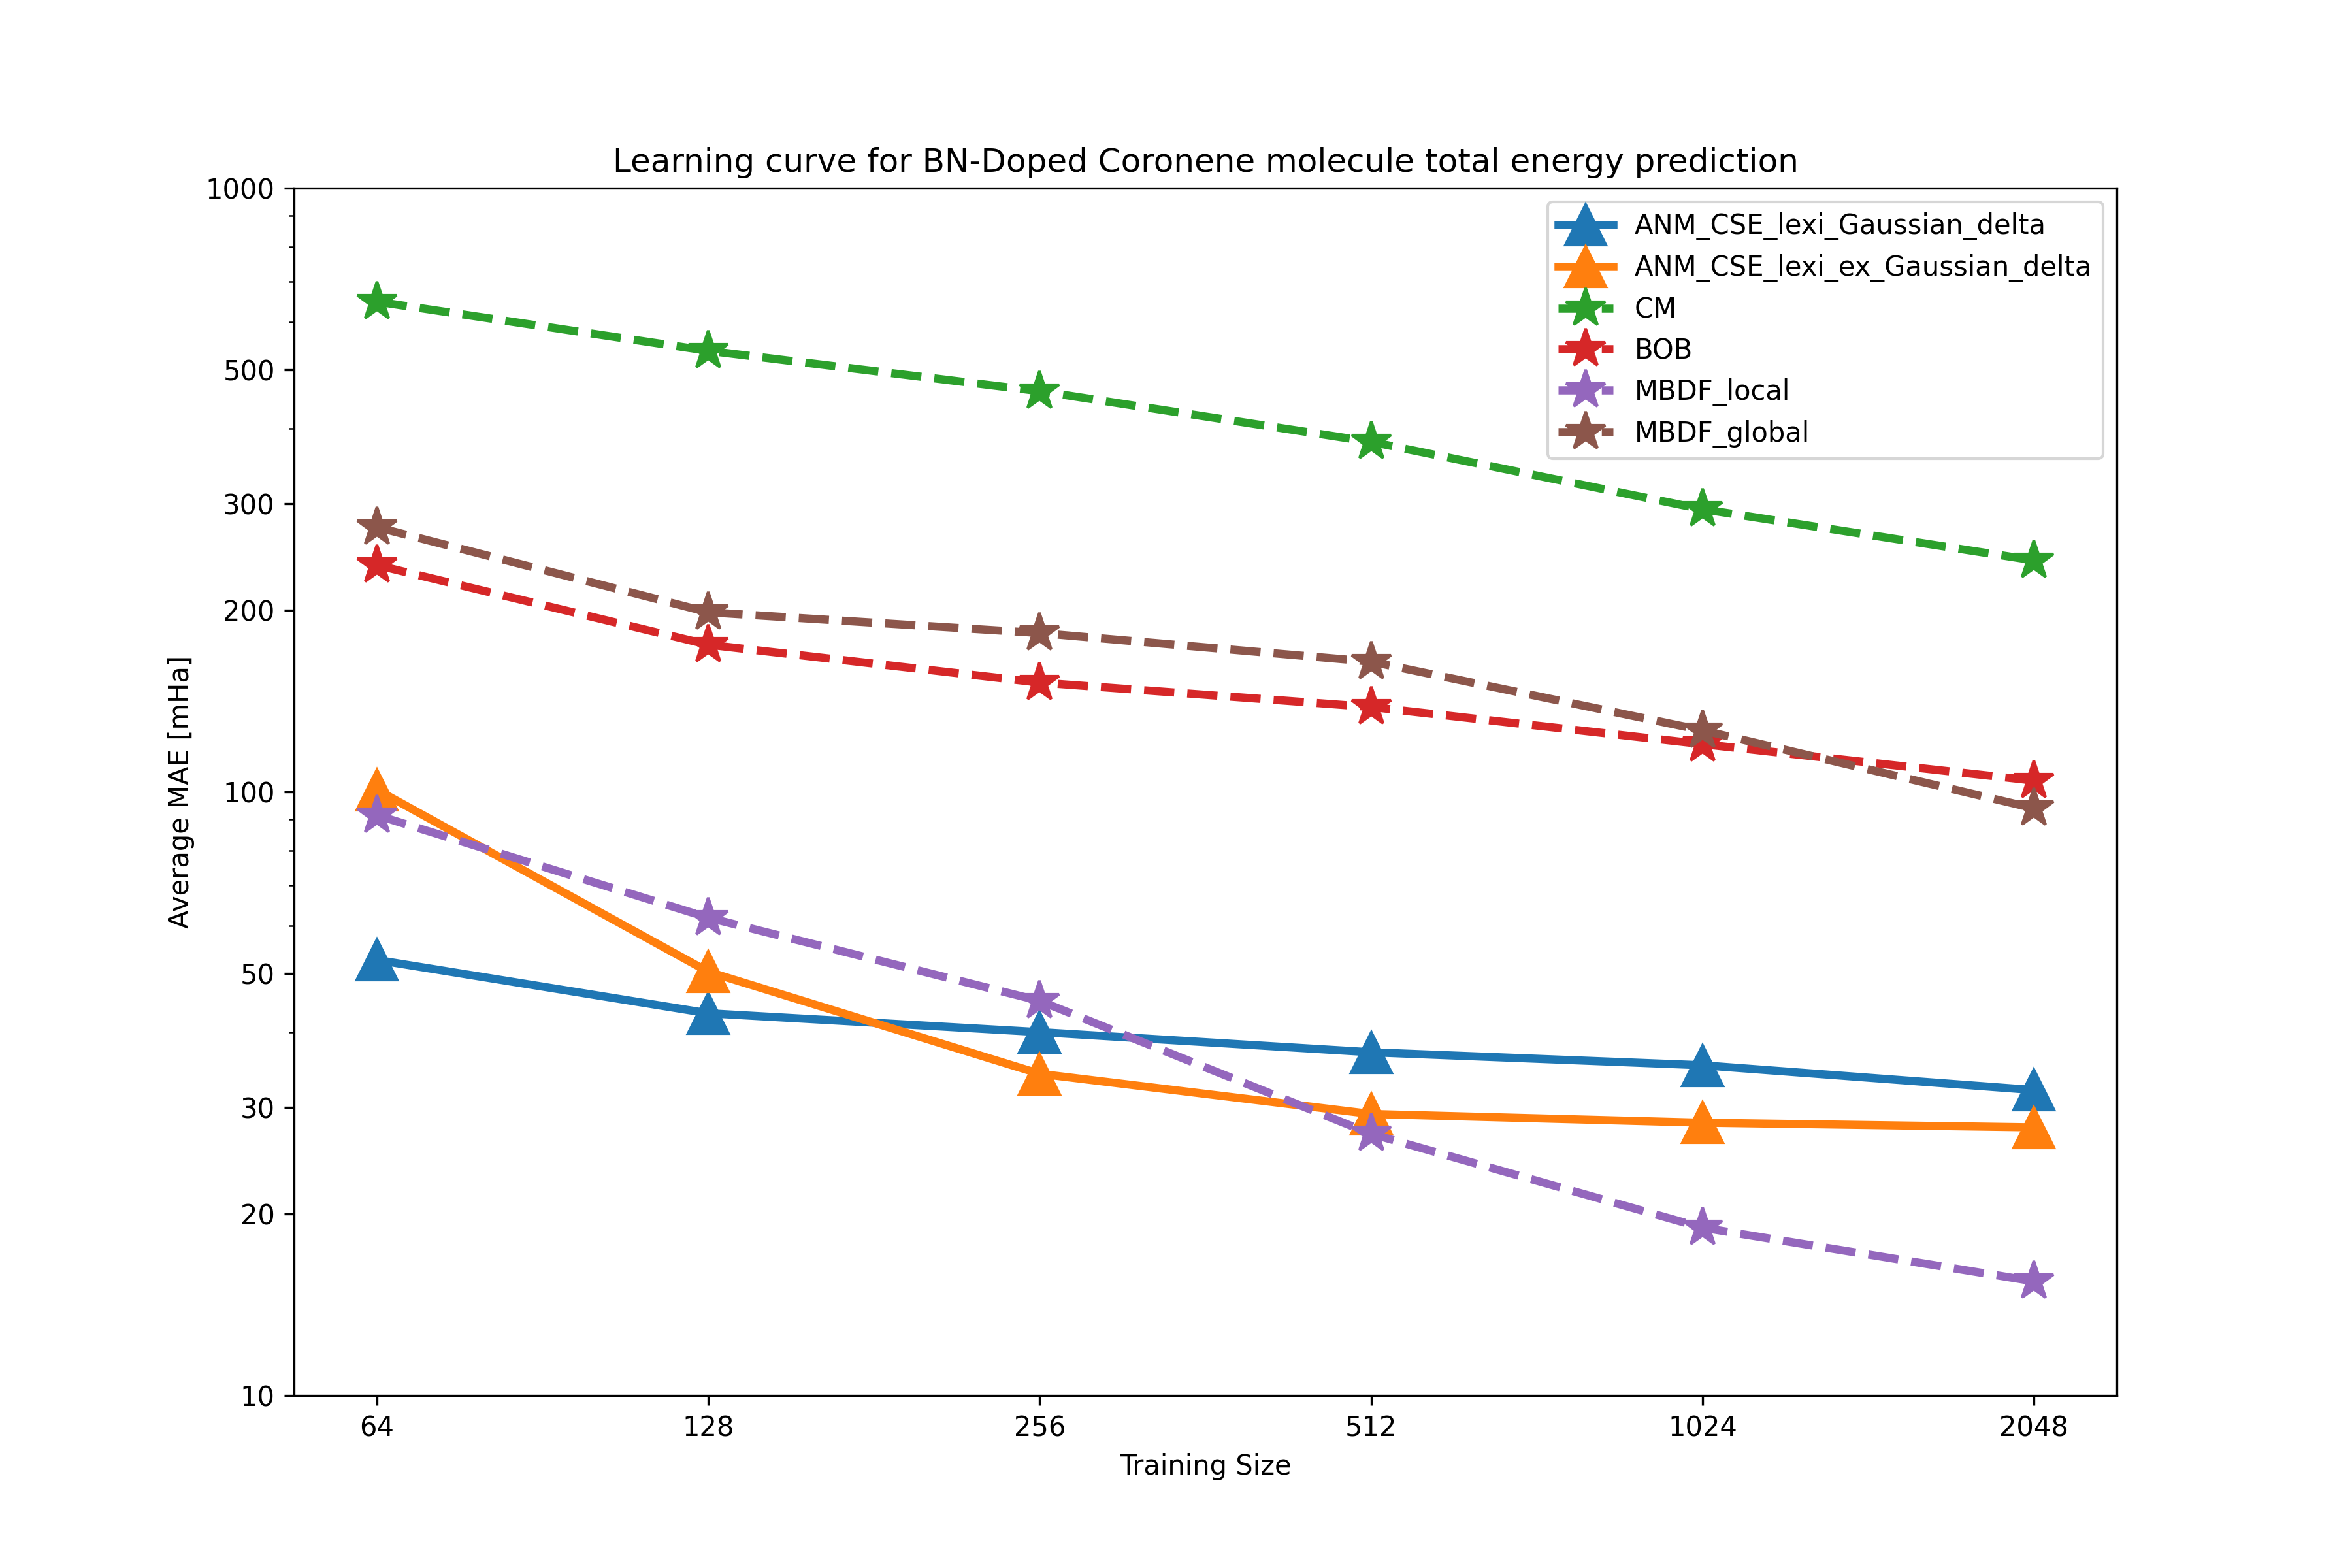 Learning curve for BN-Doped Coronene molecule total energy prediction
1000
500
300
200
100
50
30
20
10
Average MAE [mHa]
ANM_CSE_lexi_Gaussian_delta
ANM_CSE_lexi_ex_Gaussian_delta
CM
BOB
MBDF_local
MBDF_global
64 128 256 512 1024 2048
Training Size